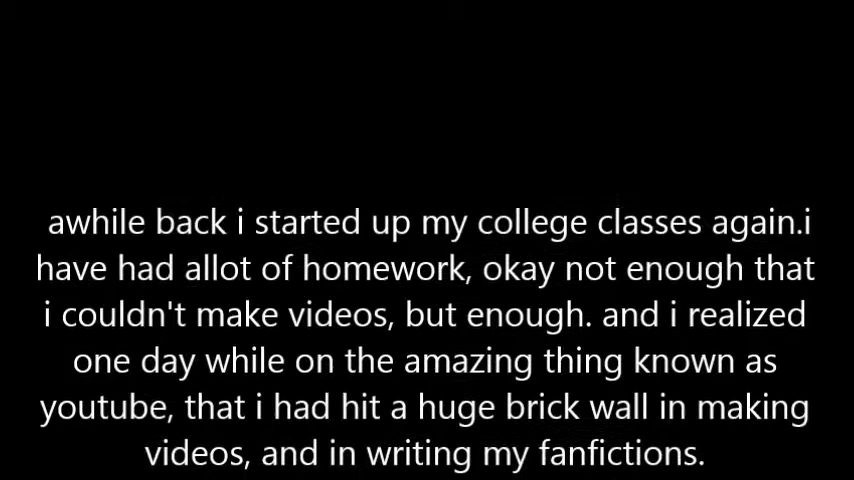 awhile back i started up my college classes again.i
have had allot of homework, okay not enough that
i couldn't make videos, but enough. and i realized
one day while on the amazing thing known as
youtube, that i had hit a huge brick wall in making
videos, and in writing my fanfictions.